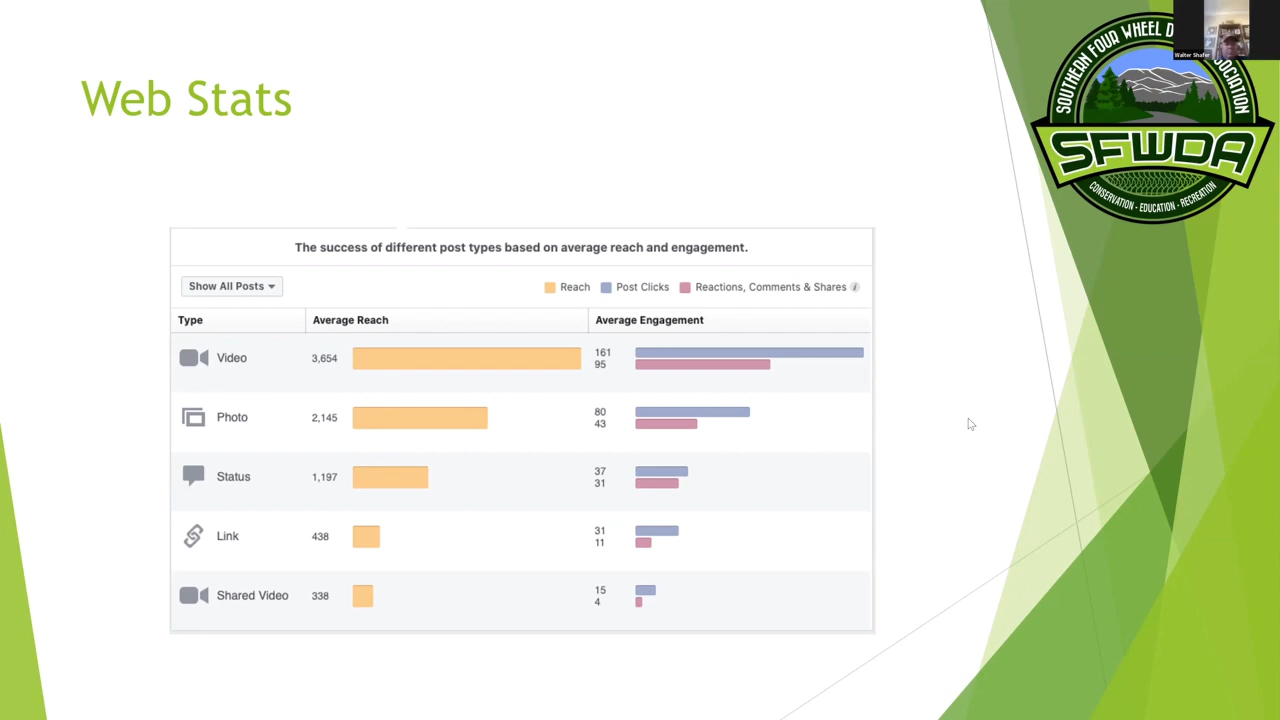 Web Stats
Walter Shafer
SOUTHERN FOUR WHEEL D
OCIATION
SFWDA
CONSERVATION - EDUCATION - RECREATION
The success of different post types based on average reach and engagement.
Show All Posts
Reach Post Clicks Reactions, Comments & Shares i
Type Average Reach Average Engagement
Video 3,654 161
95
Photo 2,145 80
43
Status 1,197 37
31
Link 438 31
11
Shared Video 338 15
4